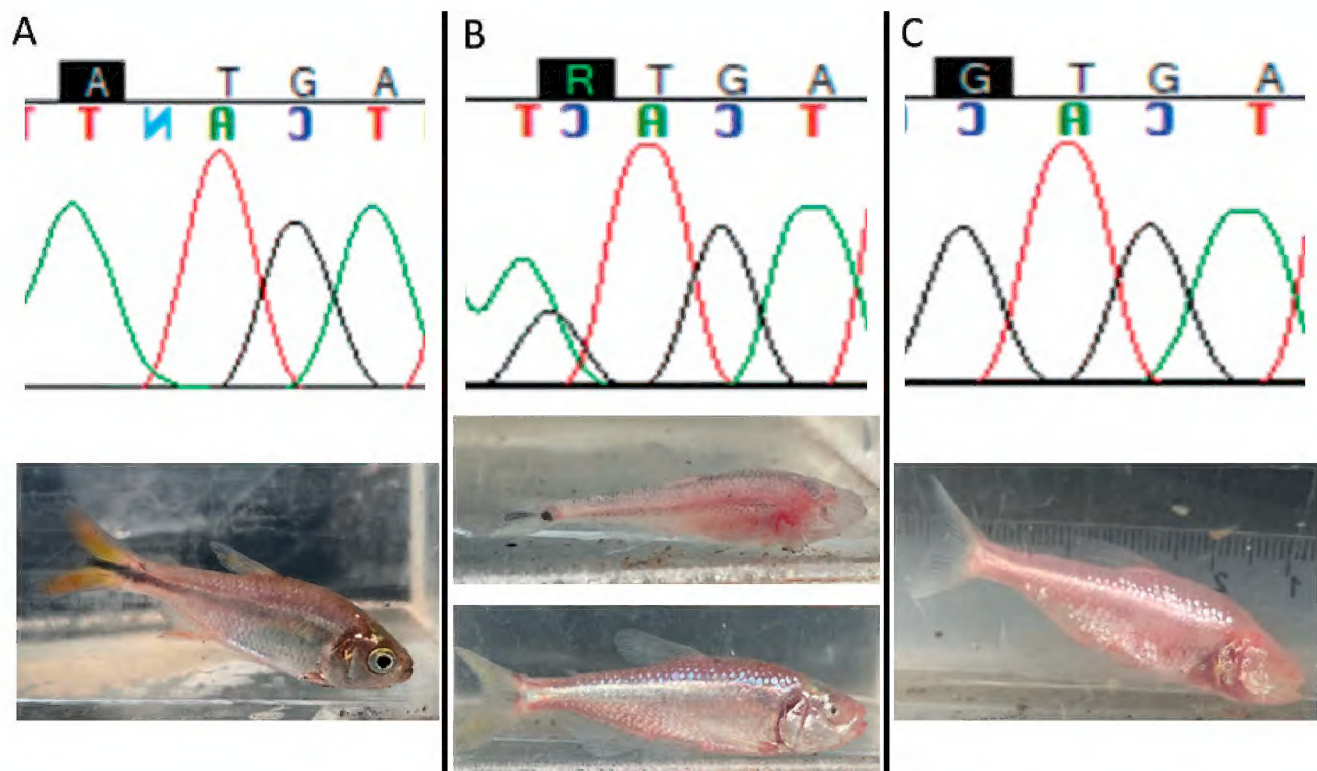 A
A T G A
T T N A C T
B
R T G A
T C A C T
C
G T G A
C A C T
2 1